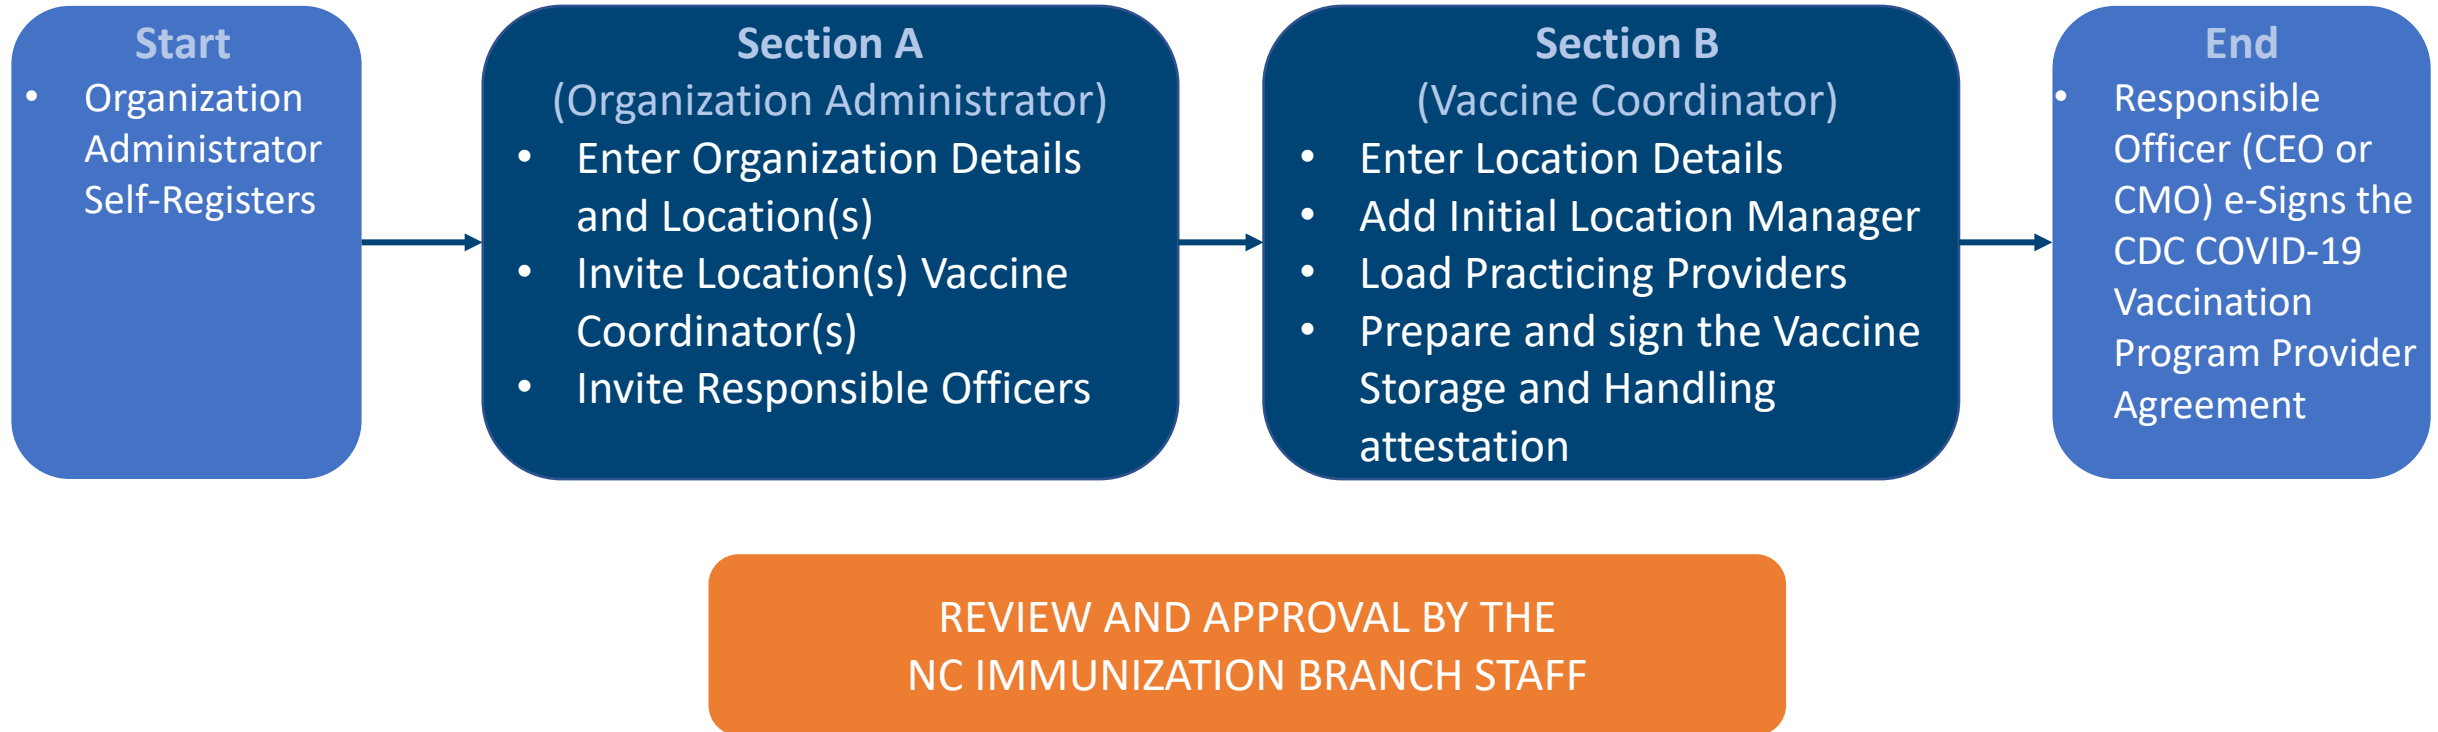 Start
• Organization
Administrator
Self-Registers
Section A
(Organization Administrator)
• Enter Organization Details
and Location(s)
• Invite Location(s) Vaccine
Coordinator(s)
• Invite Responsible Officers
Section B
(Vaccine Coordinator)
• Enter Location Details
• Add Initial Location Manager
• Load Practicing Providers
• Prepare and sign the Vaccine
Storage and Handling
attestation
End
• Responsible
Officer (CEO or
CMO) e-Signs the
CDC COVID-19
Vaccination
Program Provider
Agreement
REVIEW AND APPROVAL BY THE
NC IMMUNIZATION BRANCH STAFF